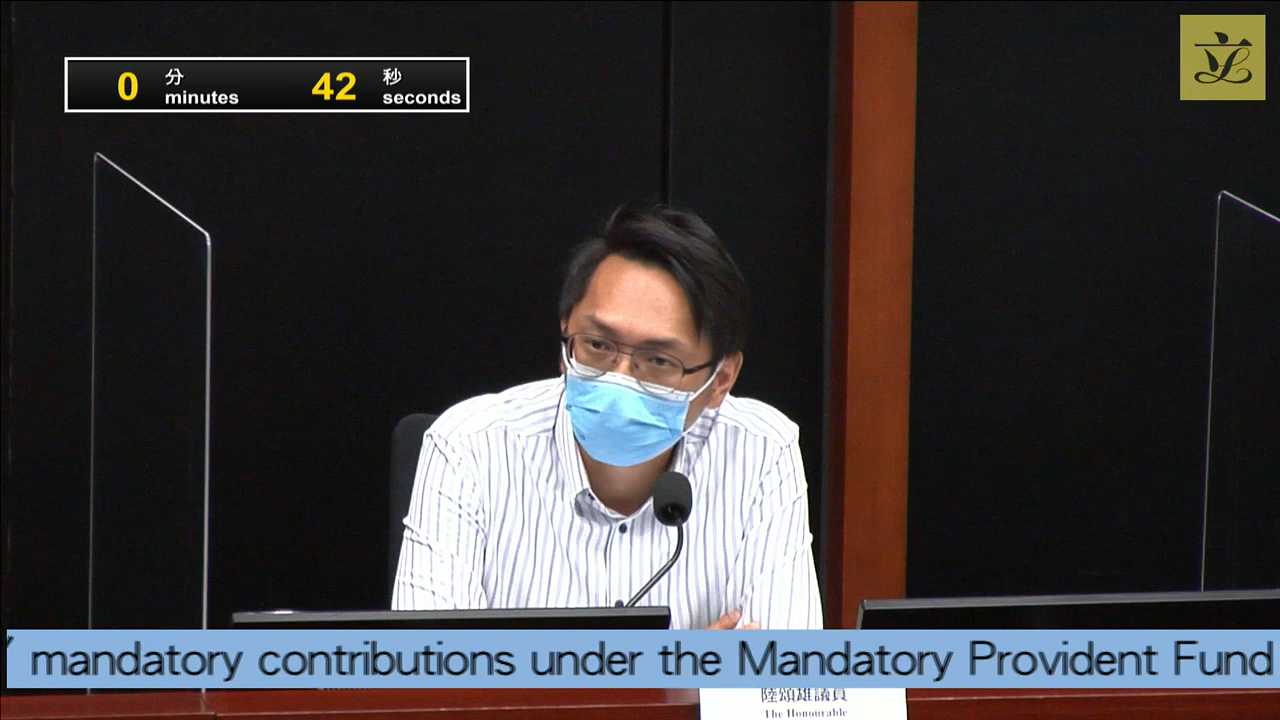 0 分 42 秒
minutes seconds
mandatory contributions under the Mandatory Provident Fund
陸頌雄議員
The Honourable